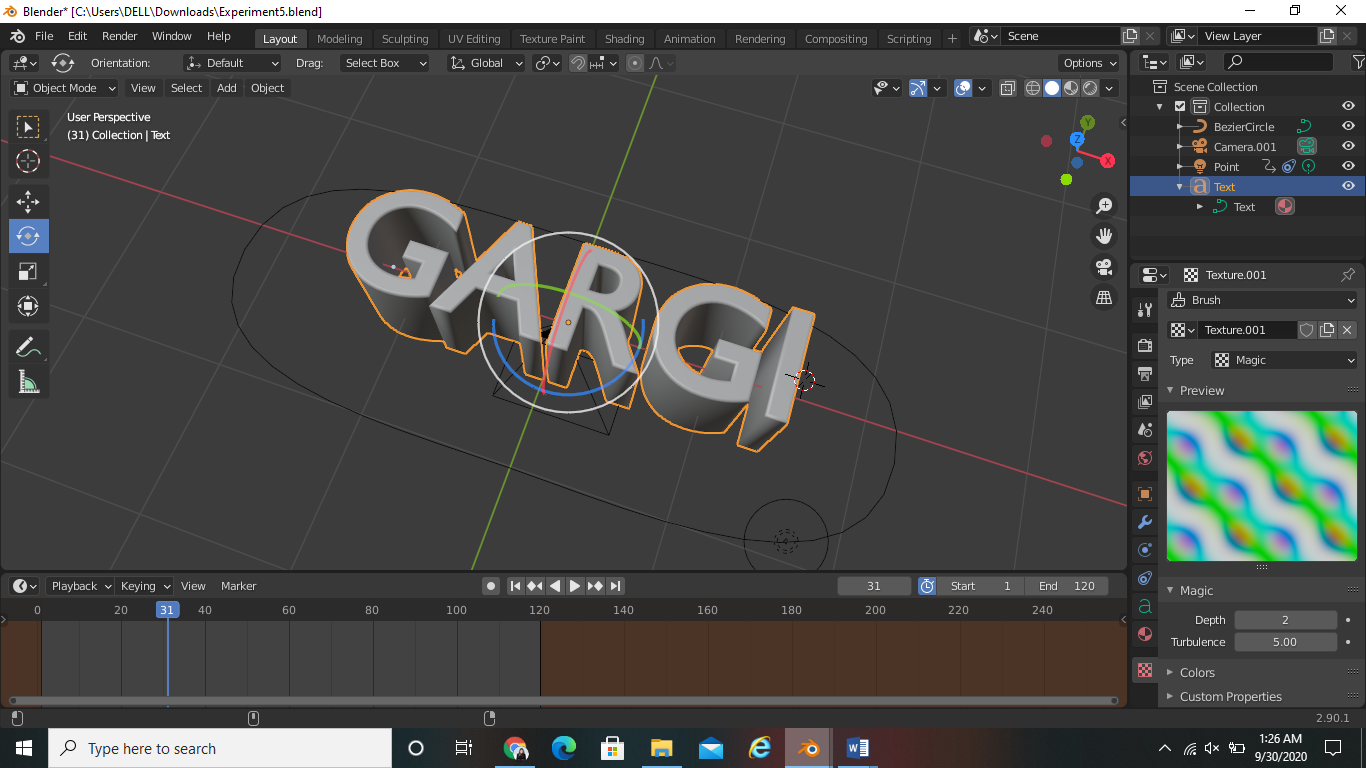 Blender* [C:\Users\DELL\Downloads\Experiment5.blend]
File Edit Render Window Help Layout Modeling Sculpting UV Editing Texture Paint Shading Animation Rendering Compositing Scripting + Scene View Layer
Orientation: Default Drag: Select Box Global Options
Object Mode View Select Add Object
User Perspective
(31) Collection | Text
GARGI
Y
Z
X
Scene Collection
Collection
BezierCircle
Camera.001
Point
Text
Text
Texture.001
Brush
Texture.001
Type Magic
Preview
Magic
Depth 2
Turbulence 5.00
Colors
Custom Properties
Playback Keying View Marker 31 Start 1 End 120
0 20 31 40 60 80 100 120 140 160 180 200 220 240
2.90.1
Type here to search
1:26 AM
9/30/2020